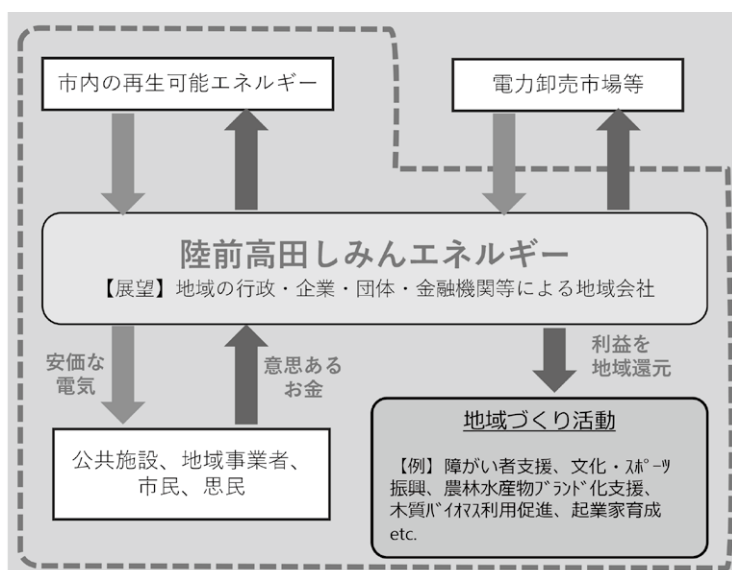 市内の再生可能エネルギー
電力卸売市場等
陸前高田しみんエネルギー
【展望】地域の行政・企業・団体・金融機関等による地域会社
安価な
電気
意思ある
お金
利益を
地域還元
公共施設、地域事業者、
市民、思民
地域づくり活動
【例】障がい者支援、文化・ｽﾎﾟｰﾂ
振興、農林水産物ﾌﾞﾗﾝﾄﾞ化支援、
木質ﾊﾞｲｵﾏｽ利用促進、起業家育成
etc.